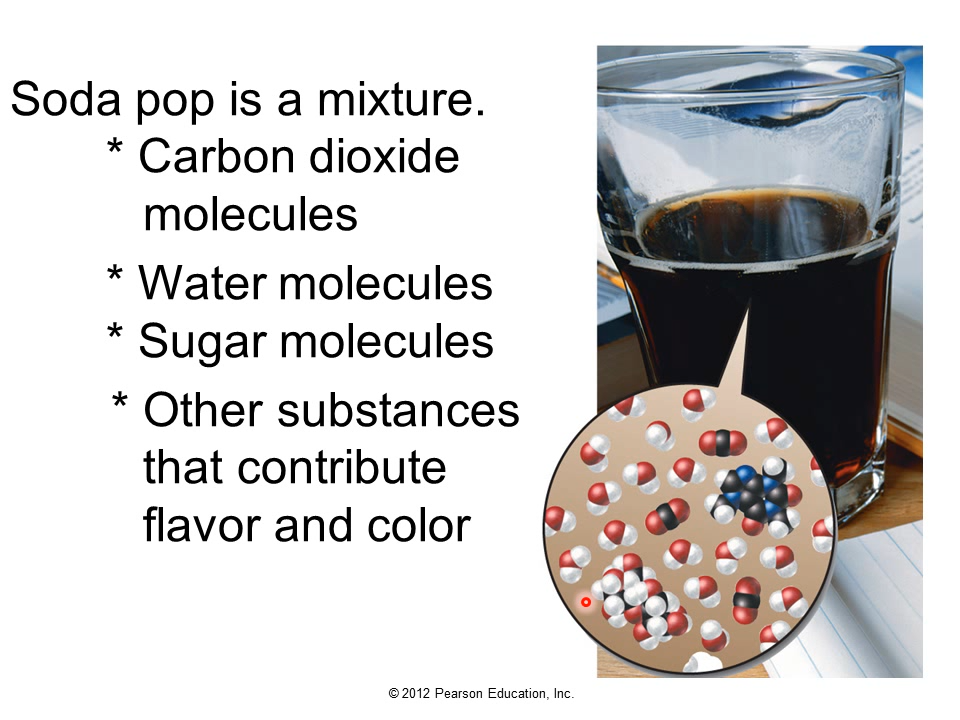 Soda pop is a mixture.
* Carbon dioxide
molecules
* Water molecules
* Sugar molecules
* Other substances
that contribute
flavor and color
© 2012 Pearson Education, Inc.